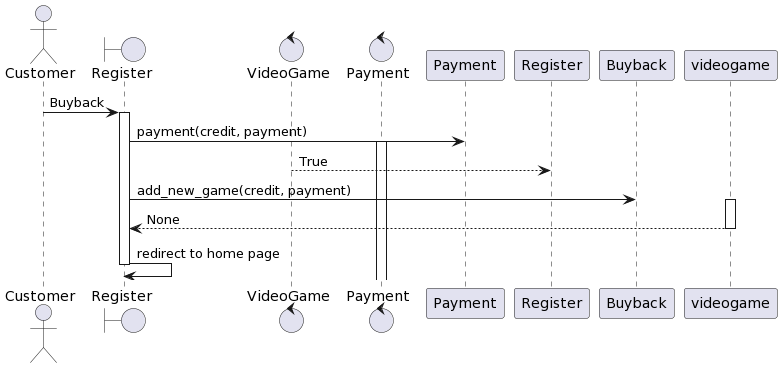 Customer Register VideoGame Payment Payment Register Buyback videogame
Buyback
payment(credit, payment)
True
add_new_game(credit, payment)
None
redirect to home page
Customer Register VideoGame Payment Payment Register Buyback videogame